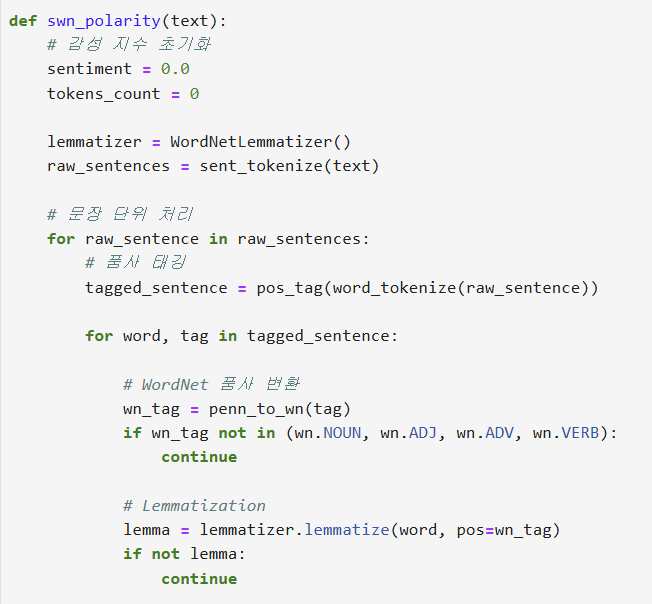 def swn_polarity(text):
# 감성 지수 초기화
sentiment = 0.0
tokens_count = 0
lemmatizer = WordNetLemmatizer()
raw_sentences = sent_tokenize(text)
# 문장 단위 처리
for raw_sentence in raw_sentences:
# 품사 태깅
tagged_sentence = pos_tag(word_tokenize(raw_sentence))
for word, tag in tagged_sentence:
# WordNet 품사 변환
wn_tag = penn_to_wn(tag)
if wn_tag not in (wn.NOUN, wn.ADJ, wn.ADV, wn.VERB):
continue
# Lemmatization
lemma = lemmatizer.lemmatize(word, pos=wn_tag)
if not lemma:
continue